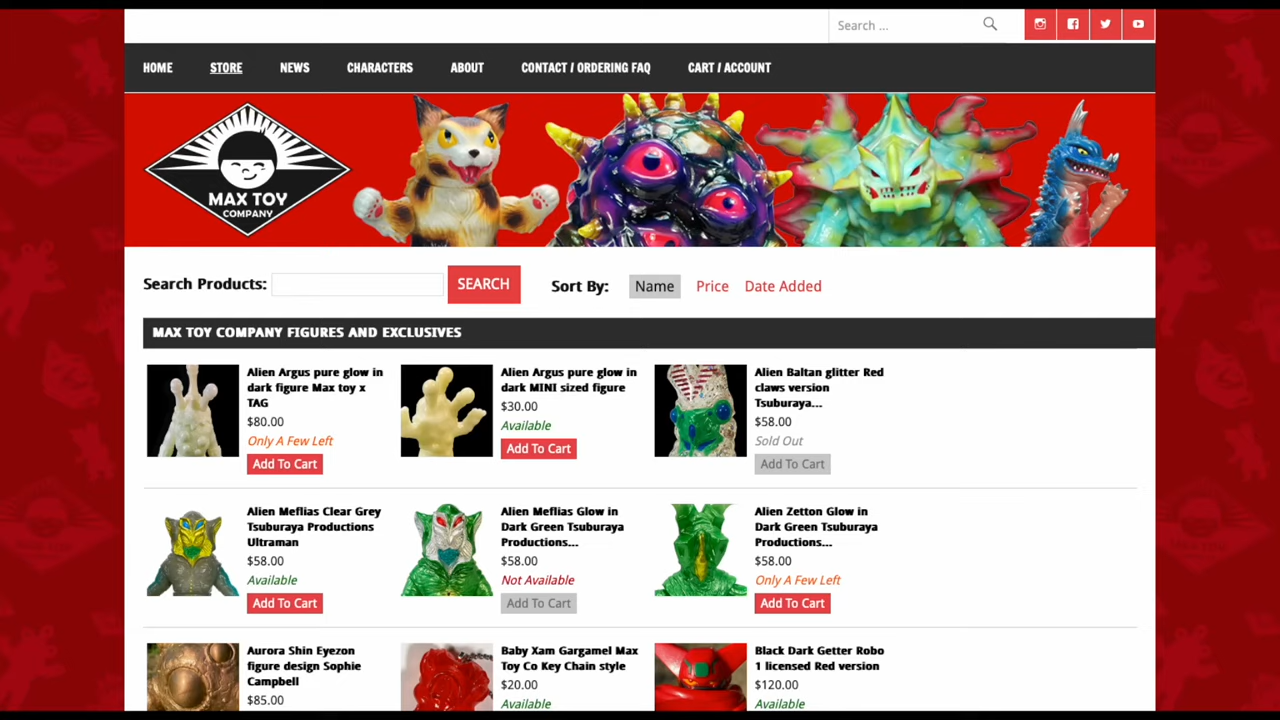 Search ...
HOME STORE NEWS CHARACTERS ABOUT CONTACT / ORDERING FAQ CART / ACCOUNT
MAX TOY
COMPANY
Search Products: SEARCH Sort By: Name Price Date Added
MAX TOY COMPANY FIGURES AND EXCLUSIVES
Alien Argus pure glow in
dark figure Max toy x
TAG
$80.00
Only A Few Left
Add To Cart
Alien Argus pure glow in
dark MINI sized figure
$30.00
Available
Add To Cart
Alien Baltan glitter Red
claws version
Tsuburaya...
$58.00
Sold Out
Add To Cart
Alien Meflias Clear Grey
Tsuburaya Productions
Ultraman
$58.00
Available
Add To Cart
Alien Meflias Glow in
Dark Green Tsuburaya
Productions...
$58.00
Not Available
Add To Cart
Alien Zetton Glow in
Dark Green Tsuburaya
Productions...
$58.00
Only A Few Left
Add To Cart
Aurora Shin Eyezon
figure design Sophie
Campbell
$85.00
Baby Xam Gargamel Max
Toy Co Key Chain style
$20.00
Available
Black Dark Getter Robo
1 licensed Red version
$120.00
Available